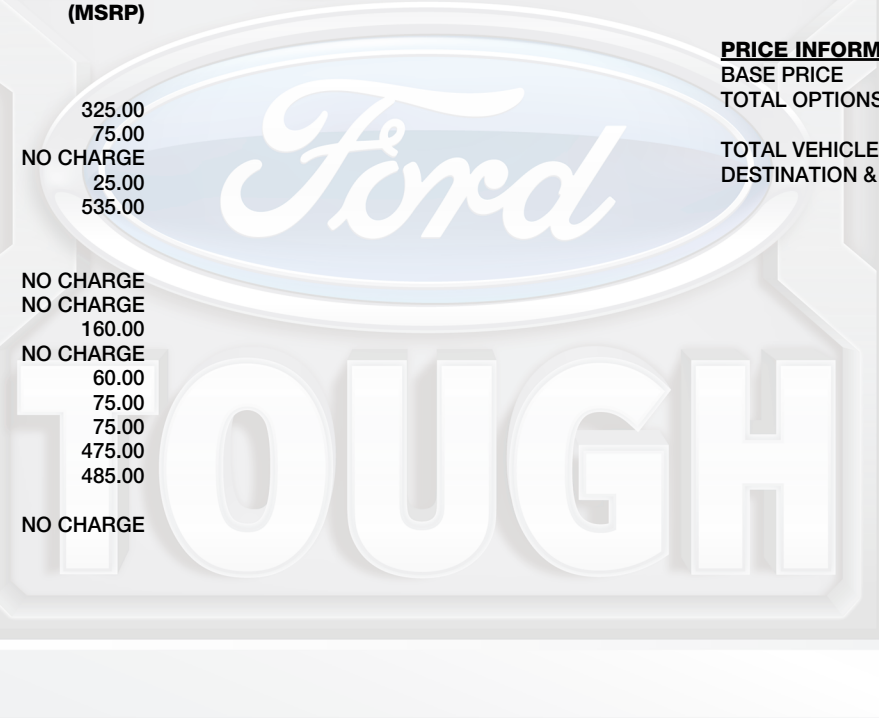 (MSRP)
325.00
75.00
NO CHARGE
25.00
535.00
NO CHARGE
NO CHARGE
160.00
NO CHARGE
60.00
75.00
75.00
475.00
485.00
NO CHARGE
PRICE INFORM
BASE PRICE
TOTAL OPTIONS
TOTAL VEHICLE
DESTINATION &
Ford
TOUGH